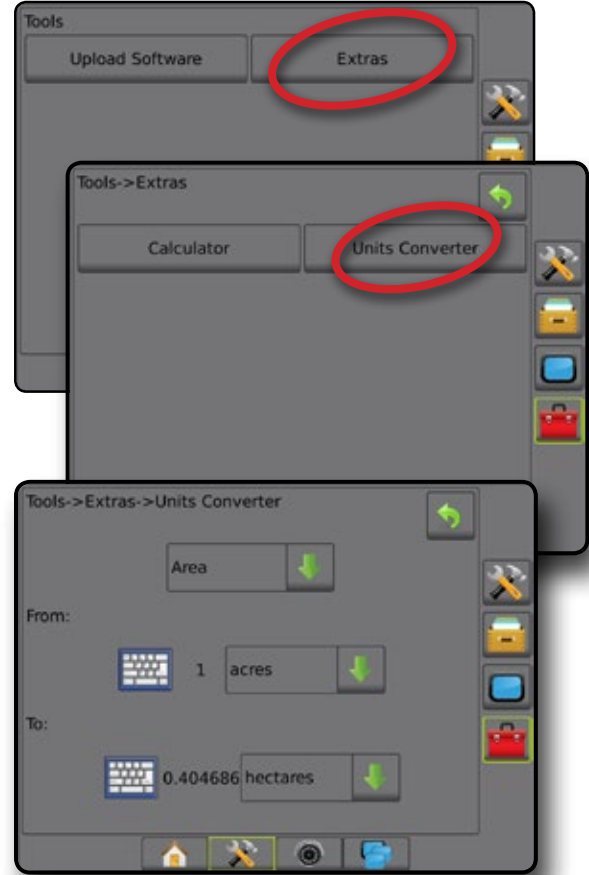 Tools
Upload Software Extras
Tools->Extras
Calculator Units Converter
Tools->Extras->Units Converter
Area
From:
1 acres
To:
0.404686 hectares